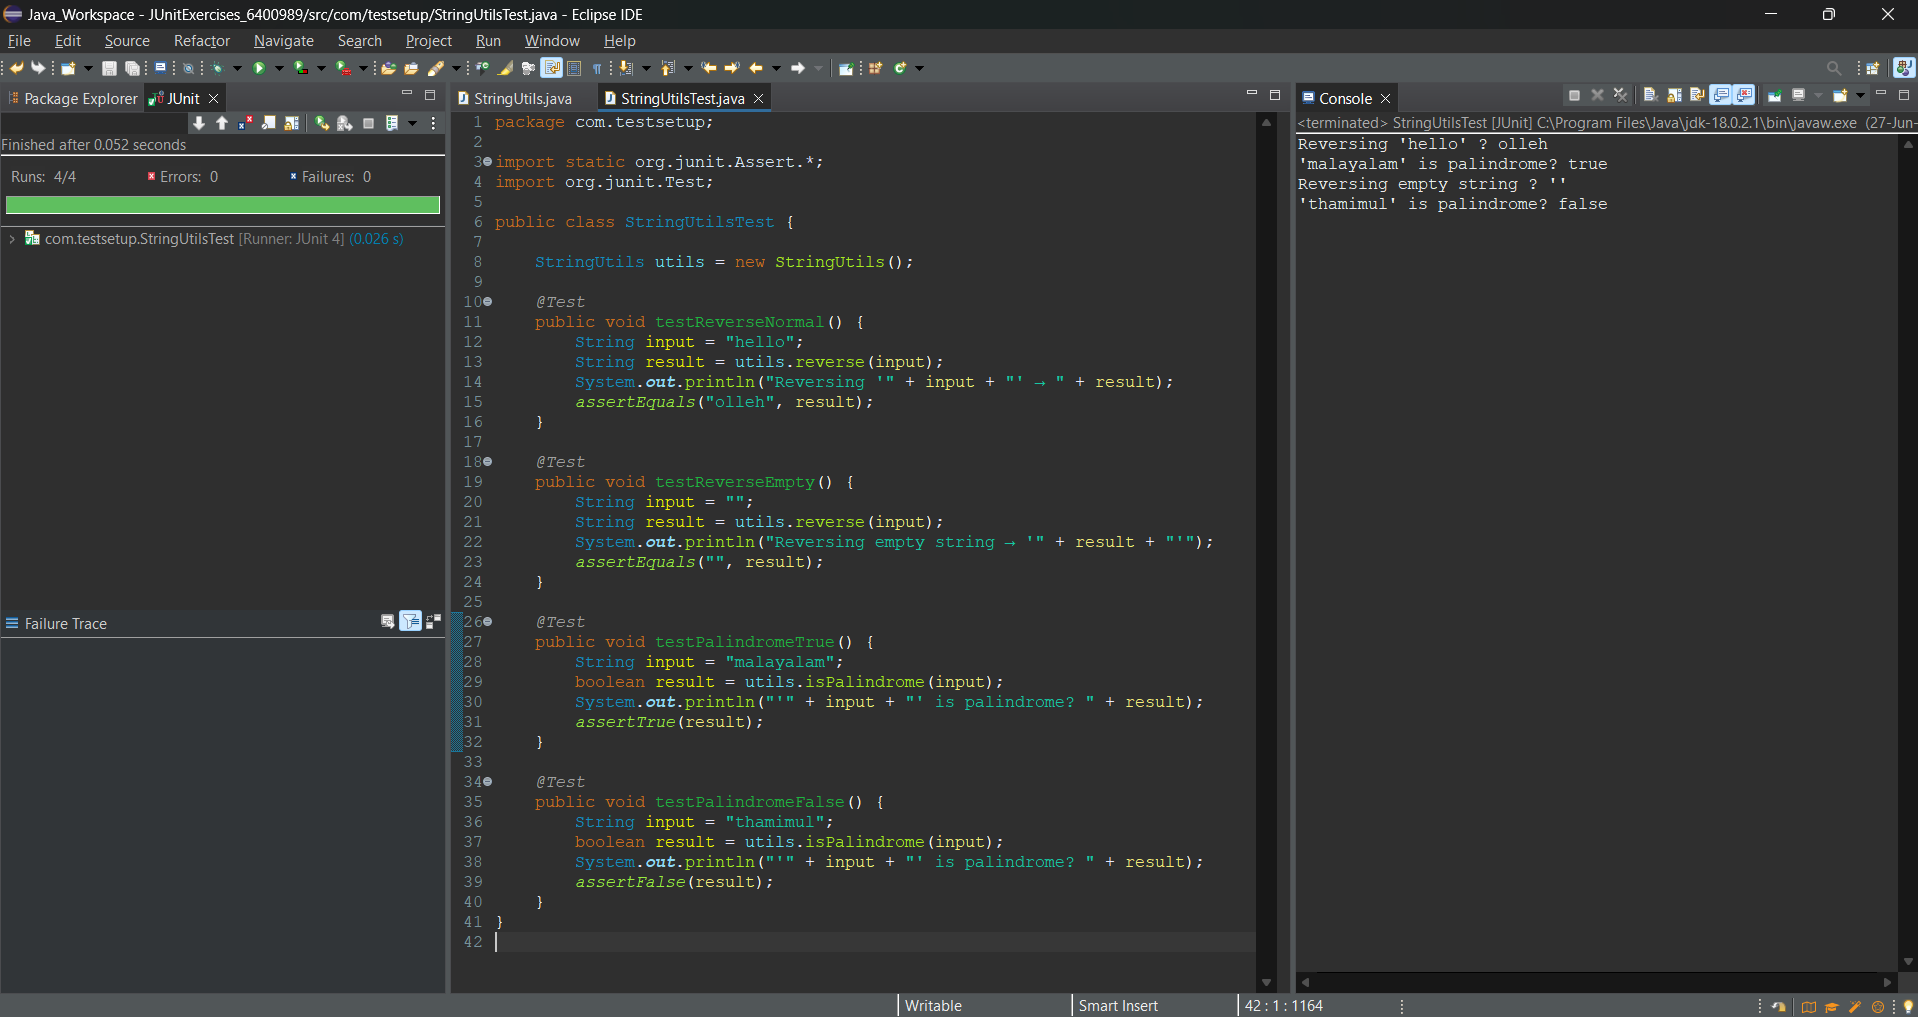 Java_Workspace - JUnitExercises_6400989/src/com/testsetup/StringUtilsTest.java - Eclipse IDE
File Edit Source Refactor Navigate Search Project Run Window Help
Package Explorer JUnit
Finished after 0.052 seconds
Runs: 4/4 Errors: 0 Failures: 0
com.testsetup.StringUtilsTest [Runner: JUnit 4] (0.026 s)
Failure Trace
StringUtils.java StringUtilsTest.java
1 package com.testsetup;
2
3 import static org.junit.Assert.*;
4 import org.junit.Test;
5
6 public class StringUtilsTest {
7
8     StringUtils utils = new StringUtils();
9
10     @Test
11     public void testReverseNormal() {
12         String input = "hello";
13         String result = utils.reverse(input);
14         System.out.println("Reversing '" + input + "' → " + result);
15         assertEquals("olleh", result);
16     }
17
18     @Test
19     public void testReverseEmpty() {
20         String input = "";
21         String result = utils.reverse(input);
22         System.out.println("Reversing empty string → '" + result + "'");
23         assertEquals("", result);
24     }
25
26     @Test
27     public void testPalindromeTrue() {
28         String input = "malayalam";
29         boolean result = utils.isPalindrome(input);
30         System.out.println("'" + input + "' is palindrome? " + result);
31         assertTrue(result);
32     }
33
34     @Test
35     public void testPalindromeFalse() {
36         String input = "thamimul";
37         boolean result = utils.isPalindrome(input);
38         System.out.println("'" + input + "' is palindrome? " + result);
39         assertFalse(result);
40     }
41 }
42
Console
<terminated> StringUtilsTest [JUnit] C:\Program Files\Java\jdk-18.0.2.1\bin\javaw.exe (27-Jun-
Reversing 'hello' ? olleh
'malayalam' is palindrome? true
Reversing empty string ? ''
'thamimul' is palindrome? false
Writable Smart Insert 42 : 1 : 1164